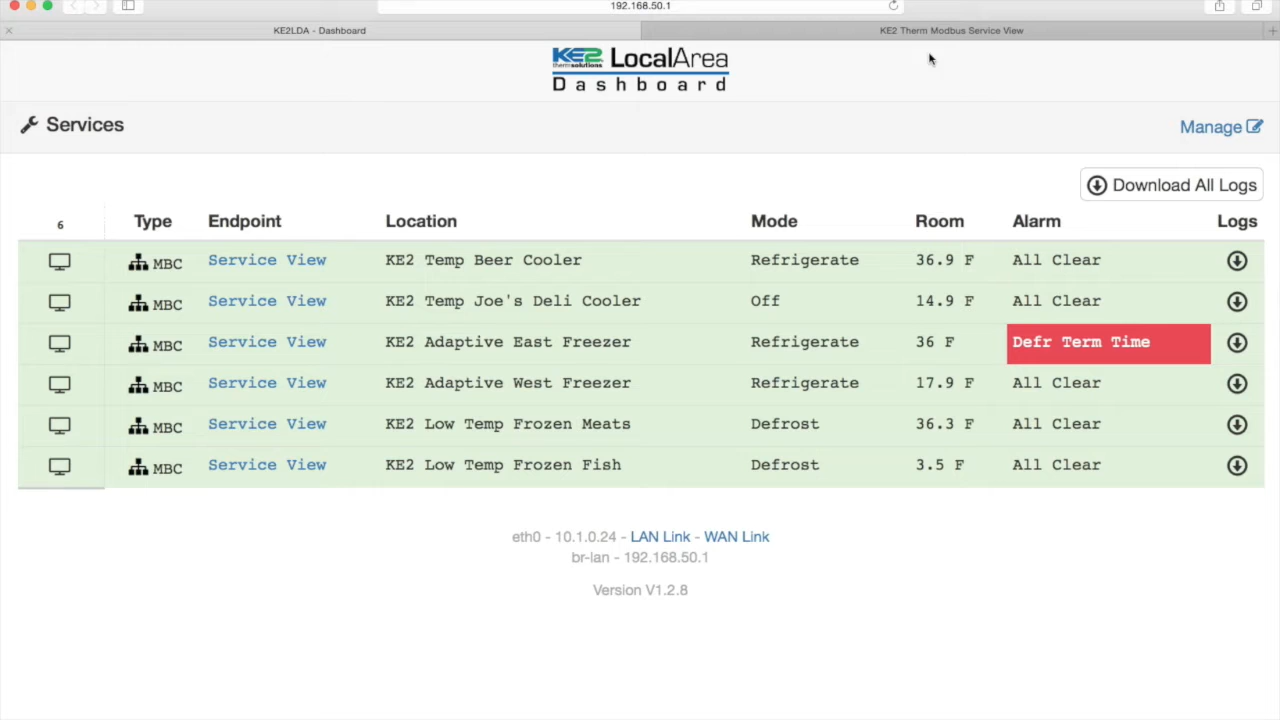 192.168.50.1
KE2LDA - Dashboard
KE2 Therm Modbus Service View
KE2 therm solutions LocalArea
Dashboard
Services
Manage
Download All Logs
6 Type Endpoint Location Mode Room Alarm Logs
MBC Service View KE2 Temp Beer Cooler Refrigerate 36.9 F All Clear
MBC Service View KE2 Temp Joe's Deli Cooler Off 14.9 F All Clear
MBC Service View KE2 Adaptive East Freezer Refrigerate 36 F Defr Term Time
MBC Service View KE2 Adaptive West Freezer Refrigerate 17.9 F All Clear
MBC Service View KE2 Low Temp Frozen Meats Defrost 36.3 F All Clear
MBC Service View KE2 Low Temp Frozen Fish Defrost 3.5 F All Clear
eth0 - 10.1.0.24 - LAN Link - WAN Link
br-lan - 192.168.50.1
Version V1.2.8